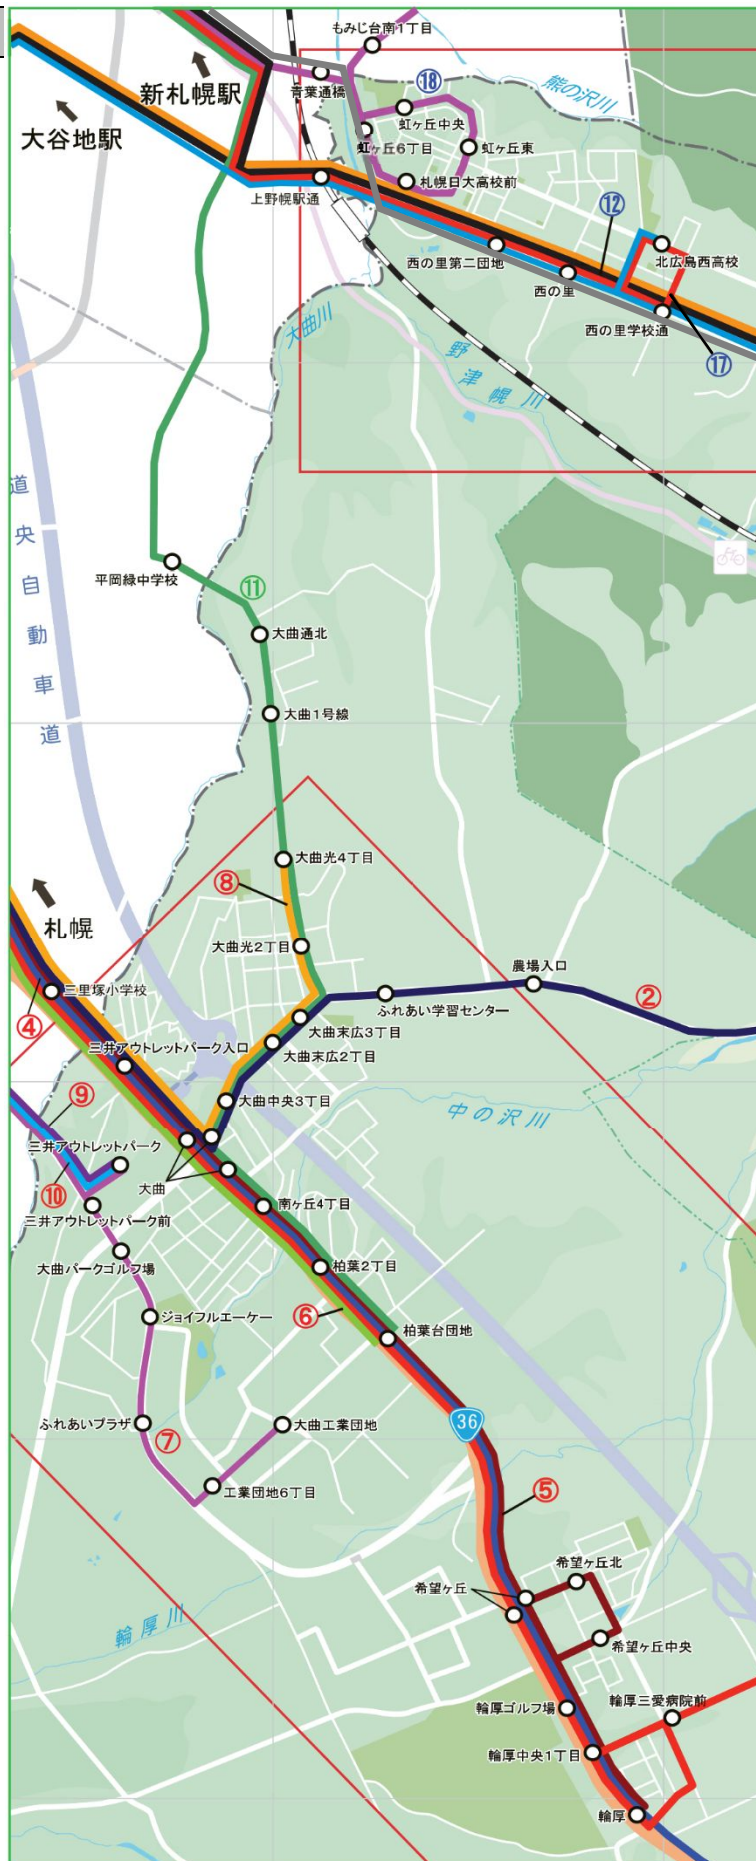 もみじ台南1丁目
新札幌駅
青葉通橋
⑱
熊の沢川
大谷地駅
虹ヶ丘中央
虹ヶ丘6丁目
虹ヶ丘東
上野幌駅通
札幌日大高校前
⑫
西の里第二団地
北広島西高校
西の里
西の里学校通
大曲川
野津幌川
⑰
道央自動車道
平岡緑中学校
⑪
大曲通北
大曲1号線
大曲光4丁目
⑧
札幌
大曲光2丁目
農場入口
三里塚小学校
ふれあい学習センター
②
④
大曲末広3丁目
三井アウトレットパーク入口
大曲末広2丁目
⑨
大曲中央3丁目
中の沢川
三井アウトレットパーク
⑩
大曲
三井アウトレットパーク前
南ヶ丘4丁目
大曲パークゴルフ場
柏葉2丁目
⑥
ジョイフルエーケー
柏葉台団地
ふれあいプラザ
⑦
大曲工業団地
36
工業団地6丁目
⑤
希望ヶ丘北
希望ヶ丘
輪厚川
希望ヶ丘中央
輪厚ゴルフ場
輪厚三愛病院前
輪厚中央1丁目
輪厚